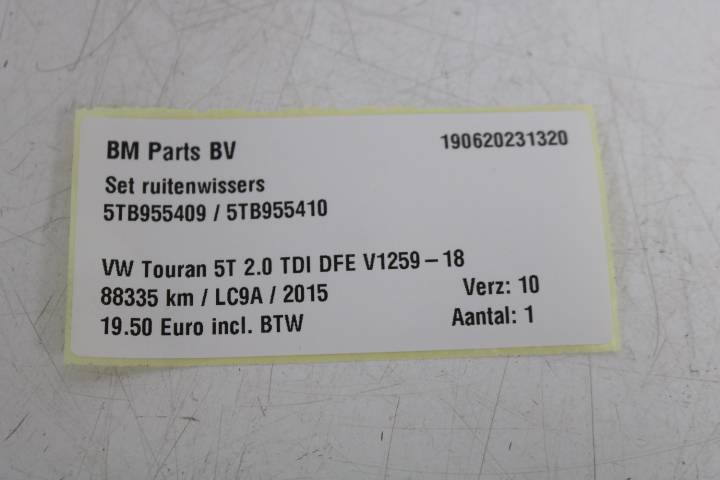 BM Parts BV 190620231320
Set ruitenwissers
5TB955409 / 5TB955410
VW Touran 5T 2.0 TDI DFE V1259 – 18
88335 km / LC9A / 2015 Verz: 10
19.50 Euro incl. BTW Aantal: 1